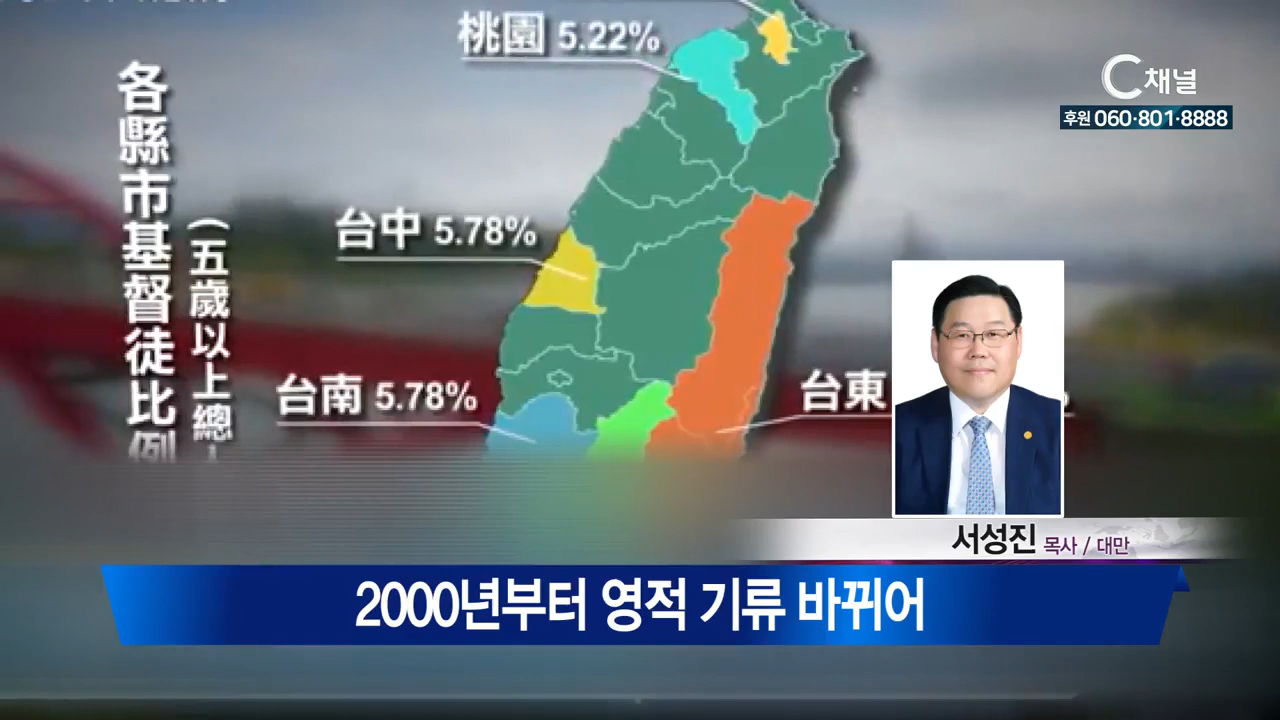 桃園 5.22%
C채널
후원 060·801·8888
各縣市基督徒比例
(五歲以上總
台中 5.78%
台南 5.78%
台東
서성진 목사 / 대만
2000년부터 영적 기류 바뀌어